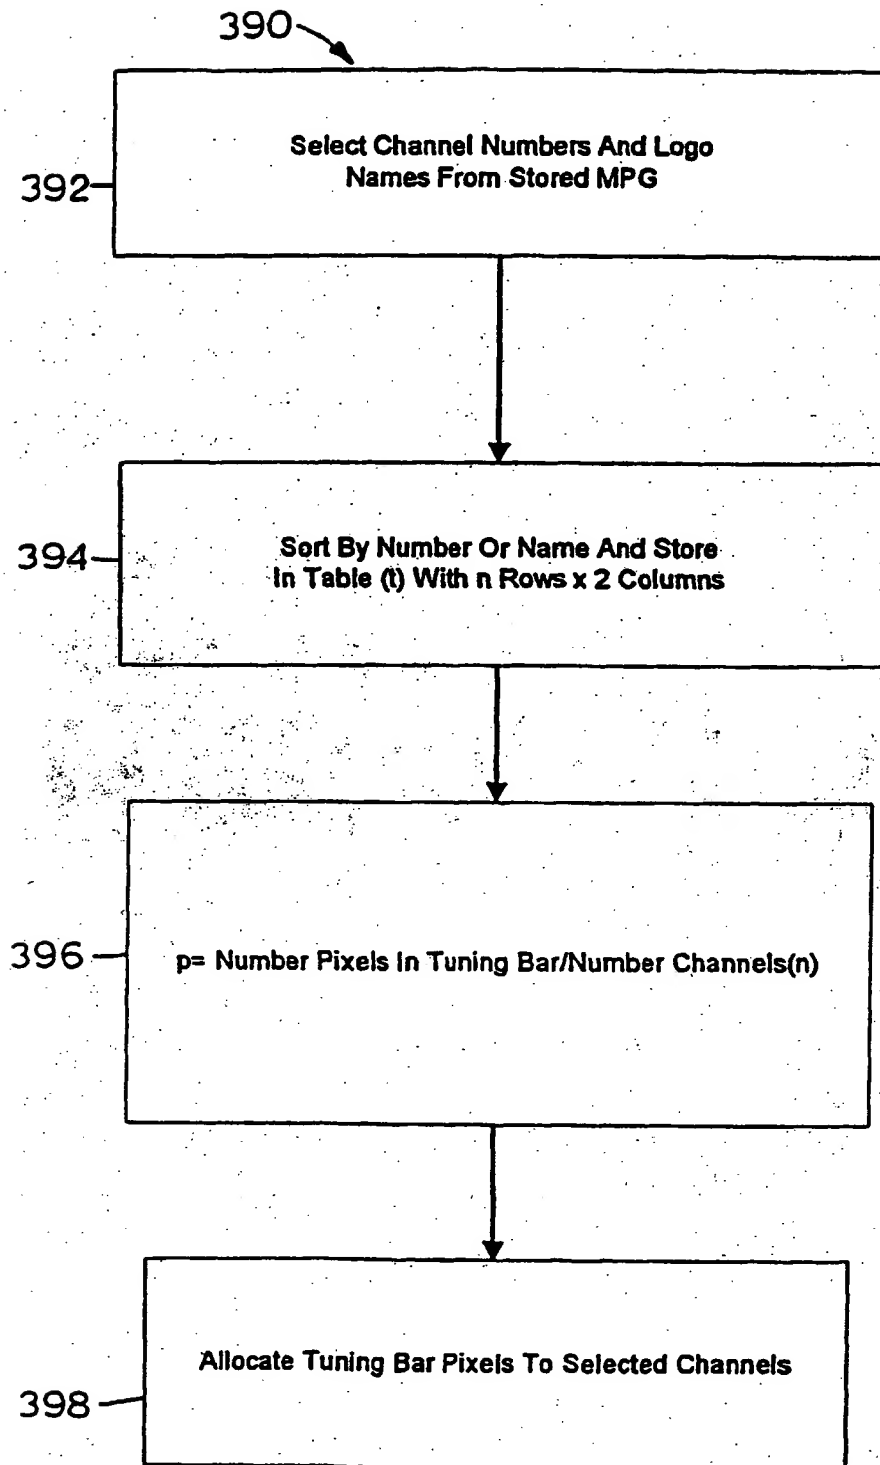 390
Select Channel Numbers And Logo
Names From Stored MPG
392
Sort By Number Or Name And Store
In Table (t) With n Rows x 2 Columns
394
p= Number Pixels In Tuning Bar/Number Channels(n)
396
Allocate Tuning Bar Pixels To Selected Channels
398